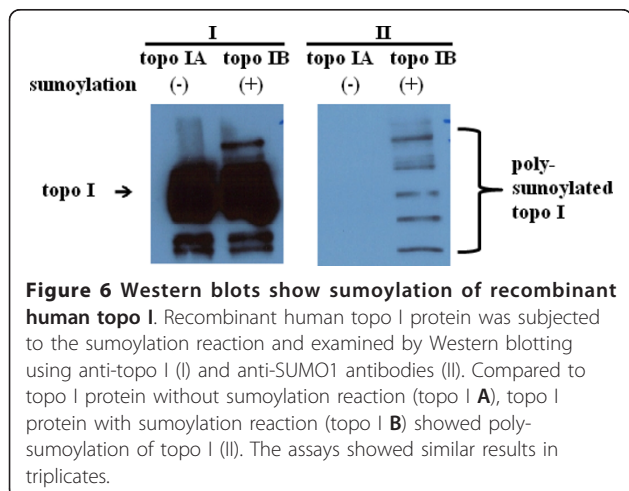 I II
topo IA topo IB topo IA topo IB
sumoylation (-) (+) (-) (+)
topo I →
poly-
sumoylated
topo I
Figure 6 Western blots show sumoylation of recombinant
human topo I. Recombinant human topo I protein was subjected
to the sumoylation reaction and examined by Western blotting
using anti-topo I (I) and anti-SUMO1 antibodies (II). Compared to
topo I protein without sumoylation reaction (topo I A), topo I
protein with sumoylation reaction (topo I B) showed poly-
sumoylation of topo I (II). The assays showed similar results in
triplicates.